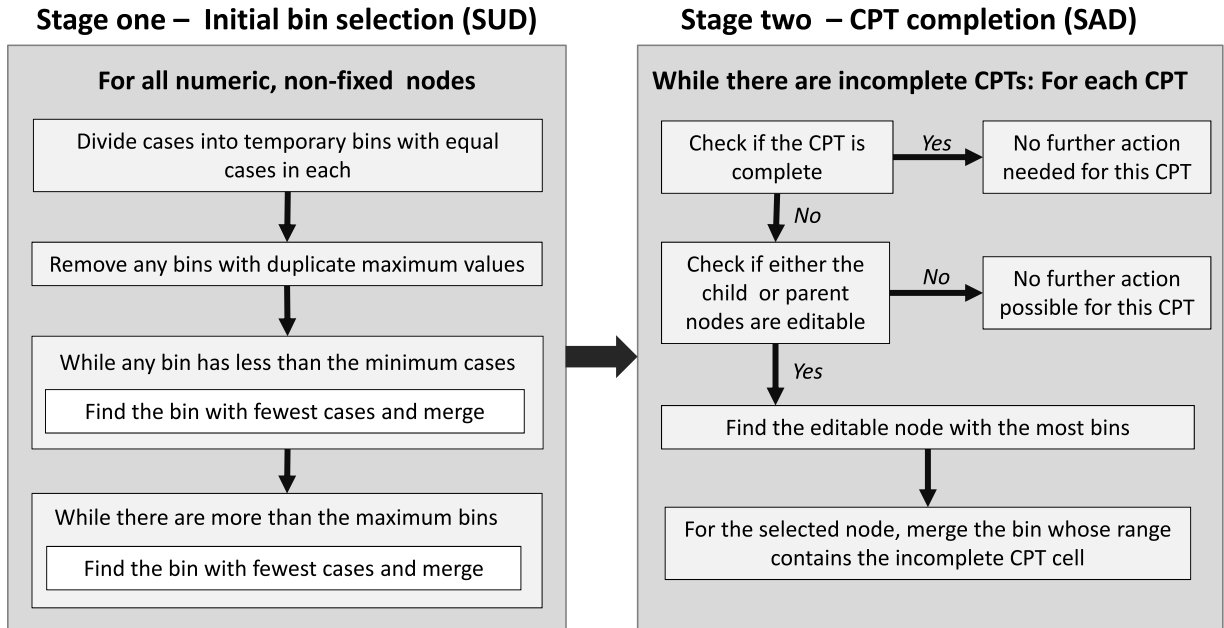 Stage one – Initial bin selection (SUD)
For all numeric, non-fixed nodes
Divide cases into temporary bins with equal
cases in each
Remove any bins with duplicate maximum values
While any bin has less than the minimum cases
Find the bin with fewest cases and merge
While there are more than the maximum bins
Find the bin with fewest cases and merge
Stage two – CPT completion (SAD)
While there are incomplete CPTs: For each CPT
Check if the CPT is
complete
Yes
No further action
needed for this CPT
No
Check if either the
child or parent
nodes are editable
No
No further action
possible for this CPT
Yes
Find the editable node with the most bins
For the selected node, merge the bin whose range
contains the incomplete CPT cell